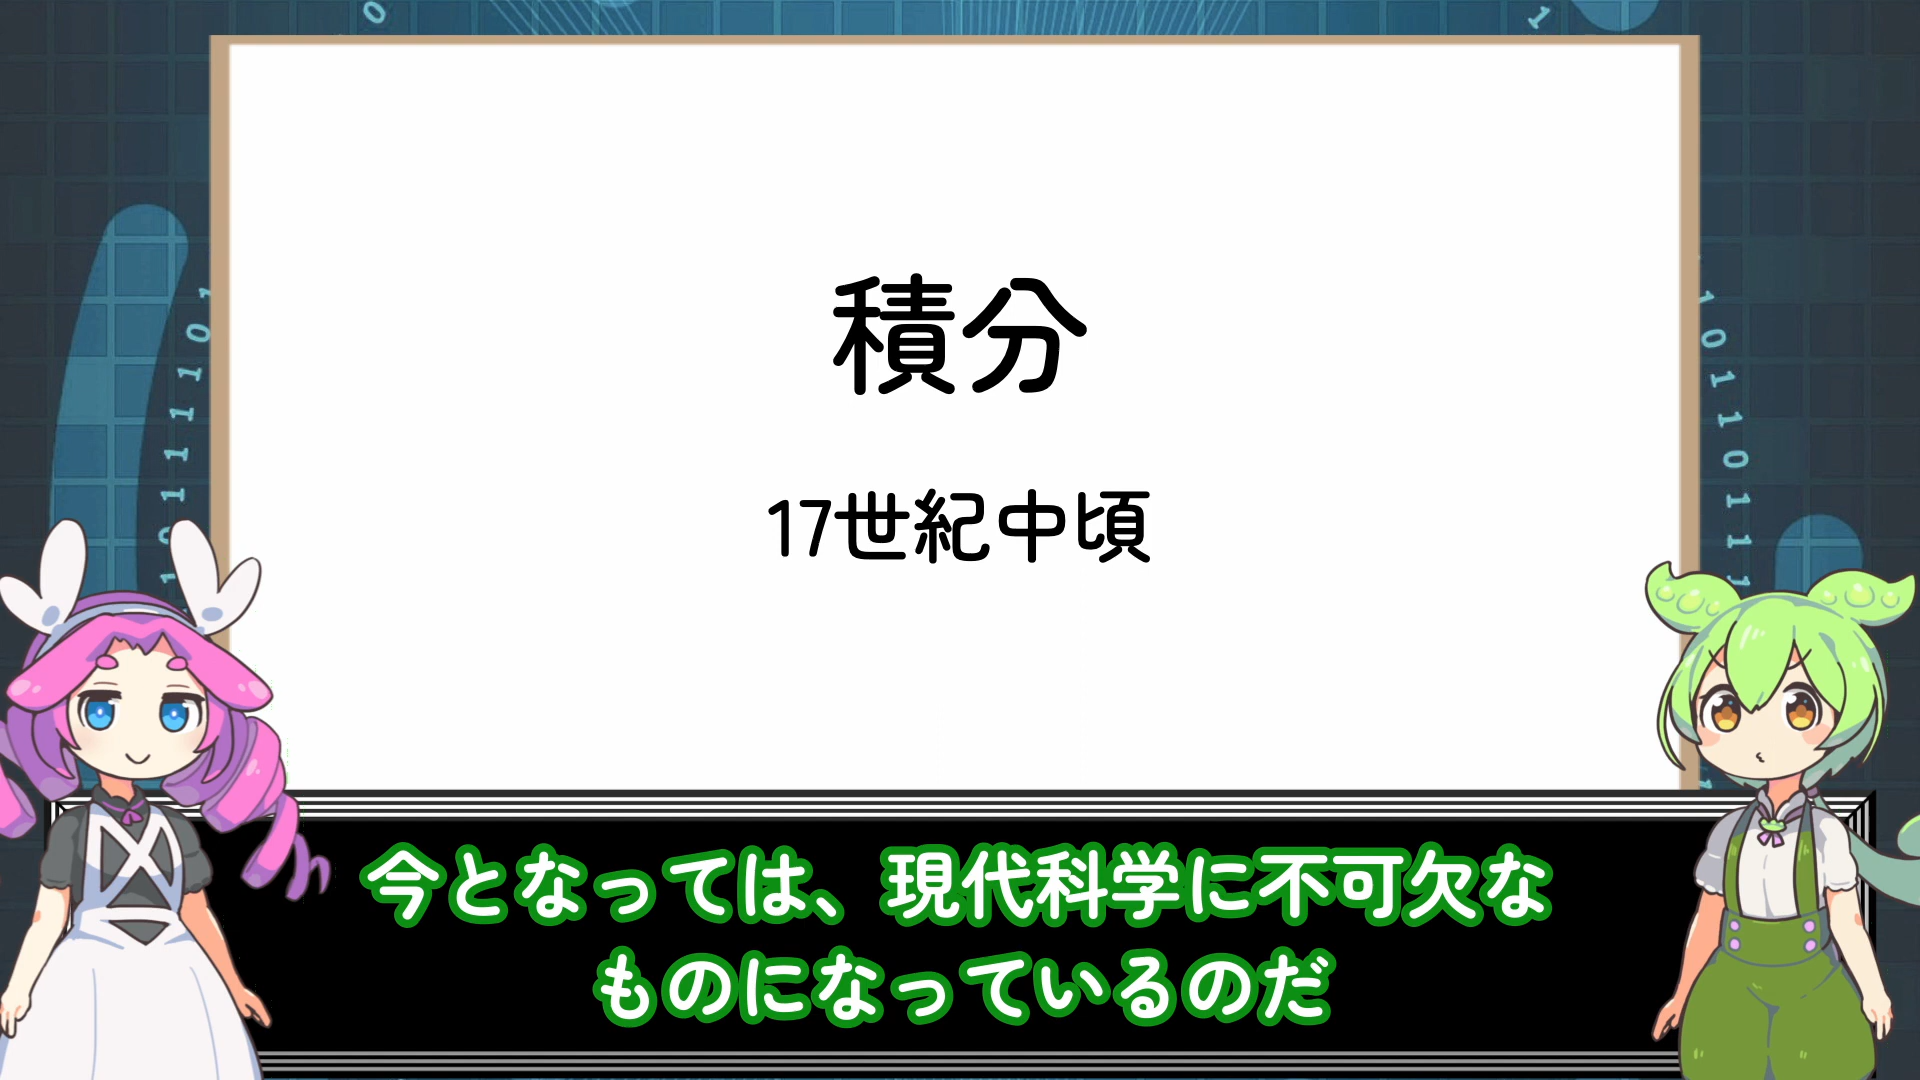 積分
17世紀中頃
今となっては、現代科学に不可欠な
ものになっているのだ